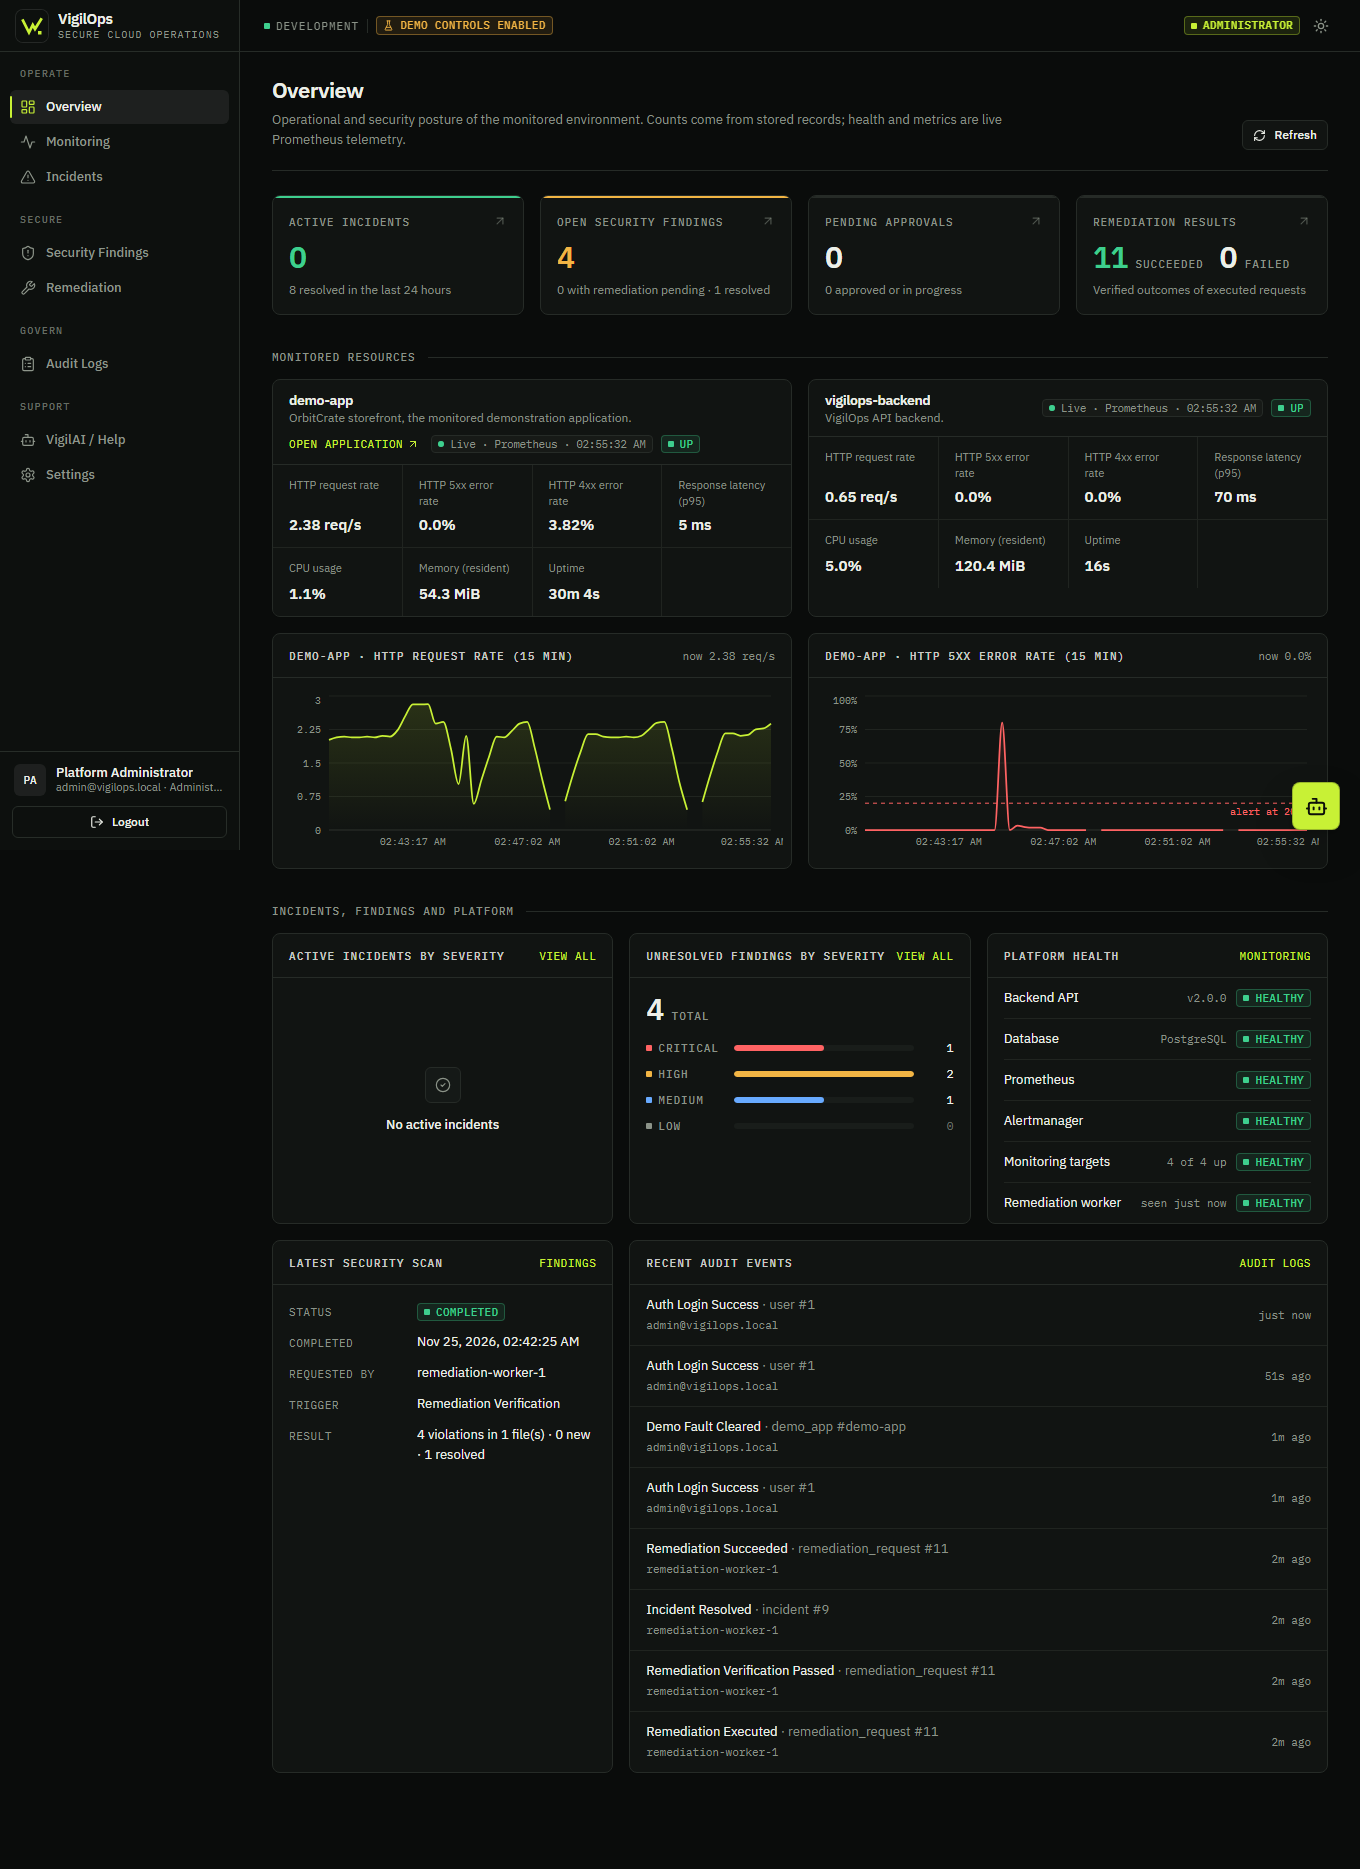 VigilOps
SECURE CLOUD OPERATIONS
DEVELOPMENT
DEMO CONTROLS ENABLED
ADMINISTRATOR
OPERATE
Overview
Monitoring
Incidents
SECURE
Security Findings
Remediation
GOVERN
Audit Logs
SUPPORT
VigilAI / Help
Settings
PA
Platform Administrator
admin@vigilops.local · Administ...
Logout
Overview
Operational and security posture of the monitored environment. Counts come from stored records; health and metrics are live
Prometheus telemetry.
Refresh
ACTIVE INCIDENTS
0
8 resolved in the last 24 hours
OPEN SECURITY FINDINGS
4
0 with remediation pending · 1 resolved
PENDING APPROVALS
0
0 approved or in progress
REMEDIATION RESULTS
11 SUCCEEDED 0 FAILED
Verified outcomes of executed requests
MONITORED RESOURCES
demo-app
OrbitCrate storefront, the monitored demonstration application.
OPEN APPLICATION
Live · Prometheus · 02:55:32 AM
UP
HTTP request rate
2.38 req/s
HTTP 5xx error
rate
0.0%
HTTP 4xx error
rate
3.82%
Response latency
(p95)
5 ms
CPU usage
1.1%
Memory (resident)
54.3 MiB
Uptime
30m 4s
vigilops-backend
VigilOps API backend.
Live · Prometheus · 02:55:32 AM
UP
HTTP request rate
0.65 req/s
HTTP 5xx error
rate
0.0%
HTTP 4xx error
rate
0.0%
Response latency
(p95)
70 ms
CPU usage
5.0%
Memory (resident)
120.4 MiB
Uptime
16s
DEMO-APP · HTTP REQUEST RATE (15 MIN)
now 2.38 req/s
3
2.25
1.5
0.75
0
02:43:17 AM
02:47:02 AM
02:51:02 AM
02:55:32 AM
DEMO-APP · HTTP 5XX ERROR RATE (15 MIN)
now 0.0%
100%
75%
50%
25%
0%
alert at
02:43:17 AM
02:47:02 AM
02:51:02 AM
02:55:32 AM
INCIDENTS, FINDINGS AND PLATFORM
ACTIVE INCIDENTS BY SEVERITY
VIEW ALL
No active incidents
UNRESOLVED FINDINGS BY SEVERITY
VIEW ALL
4 TOTAL
CRITICAL 1
HIGH 2
MEDIUM 1
LOW 0
PLATFORM HEALTH
MONITORING
Backend API v2.0.0 HEALTHY
Database PostgreSQL HEALTHY
Prometheus HEALTHY
Alertmanager HEALTHY
Monitoring targets 4 of 4 up HEALTHY
Remediation worker seen just now HEALTHY
LATEST SECURITY SCAN
FINDINGS
STATUS COMPLETED
COMPLETED Nov 25, 2026, 02:42:25 AM
REQUESTED BY remediation-worker-1
TRIGGER Remediation Verification
RESULT 4 violations in 1 file(s) · 0 new
· 1 resolved
RECENT AUDIT EVENTS
AUDIT LOGS
Auth Login Success · user #1
admin@vigilops.local
just now
Auth Login Success · user #1
admin@vigilops.local
51s ago
Demo Fault Cleared · demo_app #demo-app
admin@vigilops.local
1m ago
Auth Login Success · user #1
admin@vigilops.local
1m ago
Remediation Succeeded · remediation_request #11
remediation-worker-1
2m ago
Incident Resolved · incident #9
remediation-worker-1
2m ago
Remediation Verification Passed · remediation_request #11
remediation-worker-1
2m ago
Remediation Executed · remediation_request #11
remediation-worker-1
2m ago